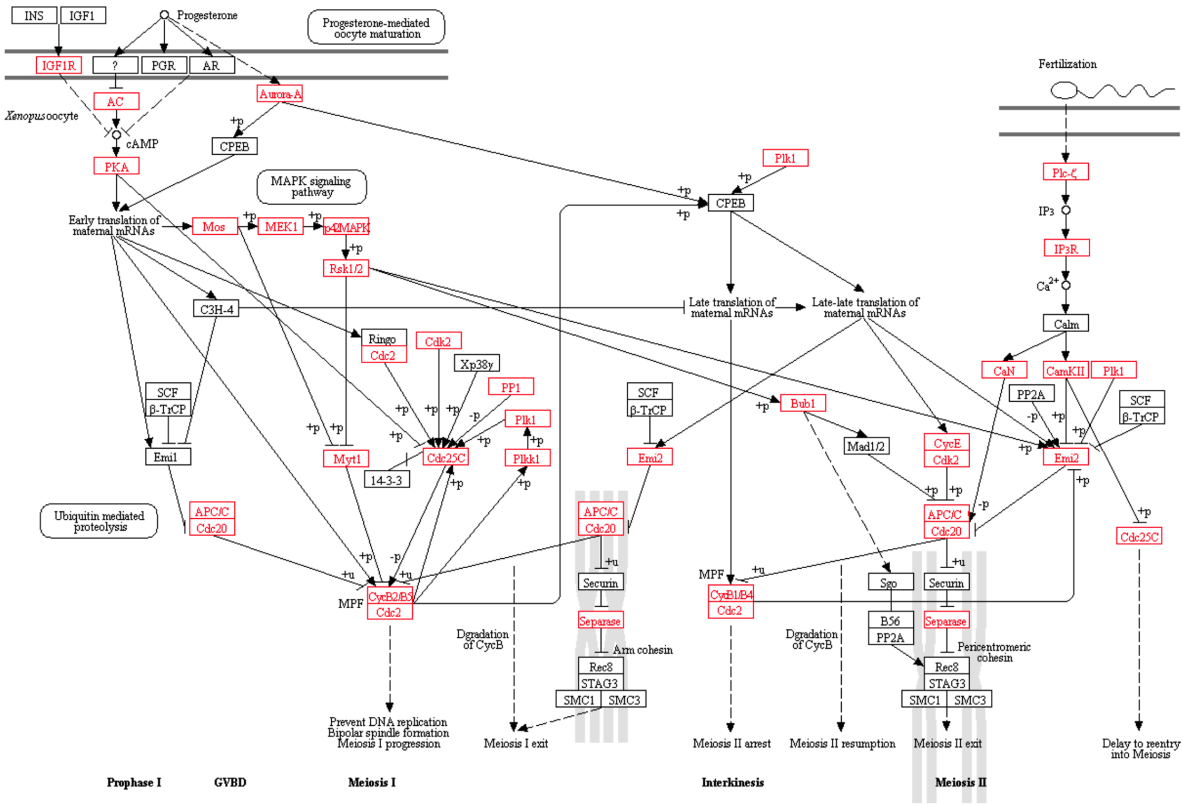 INS IGF1
Progesterone
Progesterone-mediated
oocyte maturation
IGF1R ? PGR AR
Fertilization
AC
Aurora-A
Xenopus oocyte
+p
cAMP
CPEB
PKA
Plk1
+p
MAPK signaling
pathway
Plc-ζ
+p
CPEB
+p
IP3
Early translation of
maternal mRNAs
Mos +p MEK1 +p p42MAPK
+p
IP3R
Rsk1/2
Ca2+
C3H-4
Late translation of
maternal mRNAs
Late-late translation of
maternal mRNAs
Calm
Ringo
Cdc2
Cdk2
Xp38γ
CaN CamKII Plk1
PP1
SCF
β-TrCP
SCF
β-TrCP
PP2A
SCF
β-TrCP
+p +p +p -p
Plk1
+p
Bub1
-p +p +p
+p +p
Mad1/2
CycE
Cdk2
Emi1
Myt1
Cdc25C
Plkk1
Emi2
Emi2
+p
14-3-3
+p +p
+p +p
+p
Ubiquitin mediated
proteolysis
APC/C
Cdc20
APC/C
Cdc20
APC/C
Cdc20
-p
Cdc25C
+p -p
+u +u
+u
+u
+u
MPF
CycB2/B5
Cdc2
Securin
MPF
CycB1/B4
Cdc2
Sgo
Securin
Separase
B56
PP2A
Separase
Dgradation
of CycB
Arm cohesin
Dgradation
of CycB
Pericentromeric
cohesin
Rec8
STAG3
SMC1 SMC3
Rec8
STAG3
SMC1 SMC3
Prevent DNA replication
Bipolar spindle formation
Meiosis I progression
Meiosis I exit
Meiosis II arrest
Meiosis II resumption
Meiosis II exit
Delay to reentry
into Meiosis
Prophase I GVBD Meiosis I Interkinesis Meiosis II